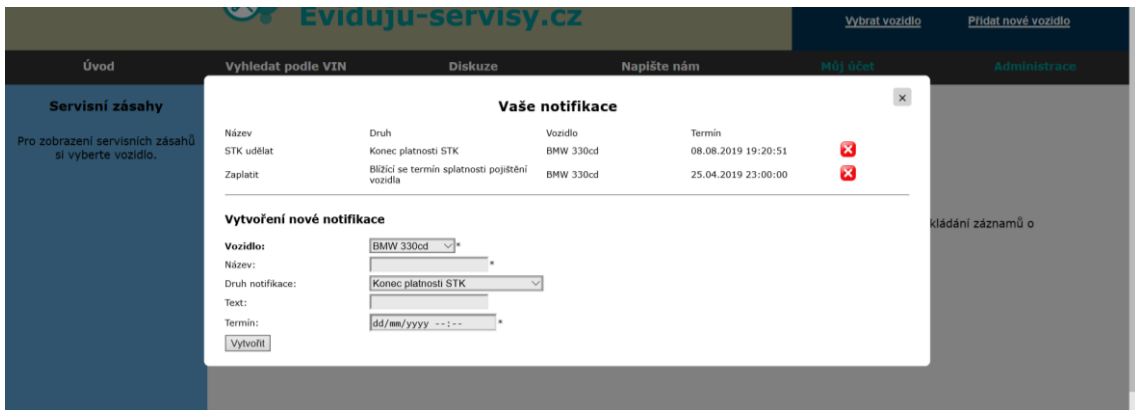 Eviduju-servisy.cz
Vybrat vozidlo Přidat nové vozidlo
Úvod Vyhledat podle VIN Diskuze Napište nám Můj účet Administrace
Servisní zásahy
Pro zobrazení servisních zásahů
si vyberte vozidlo.
Vaše notifikace
×
Název Druh Vozidlo Termín
STK udělat Konec platnosti STK BMW 330cd 08.08.2019 19:20:51
Zaplatit Blížící se termín splatnosti pojištění
vozidla BMW 330cd 25.04.2019 23:00:00
Vytvoření nové notifikace
kládání záznamů o
Vozidlo: BMW 330cd *
Název: *
Druh notifikace: Konec platnosti STK
Text:
Termín: dd/mm/yyyy --:-- *
Vytvořit